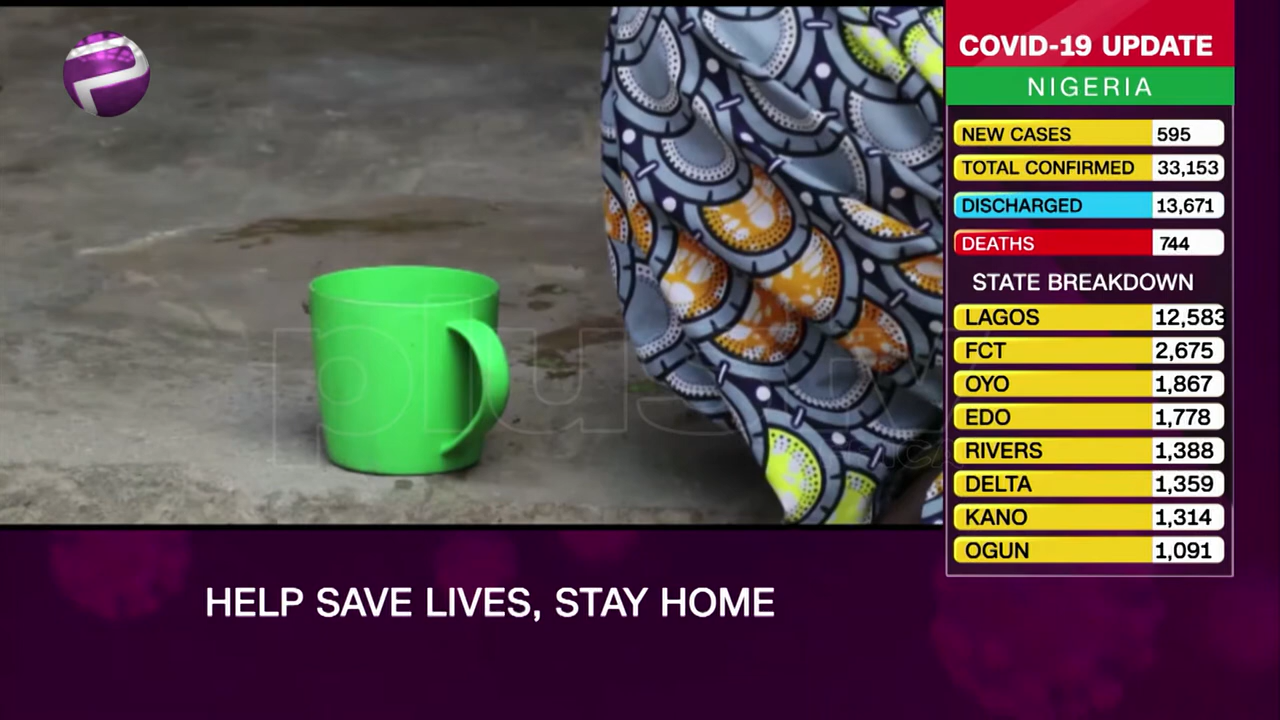 COVID-19 UPDATE
NIGERIA
NEW CASES 595
TOTAL CONFIRMED 33,153
DISCHARGED 13,671
DEATHS 744
STATE BREAKDOWN
LAGOS 12,583
FCT 2,675
OYO 1,867
EDO 1,778
RIVERS 1,388
DELTA 1,359
KANO 1,314
OGUN 1,091
plus tv
HELP SAVE LIVES, STAY HOME